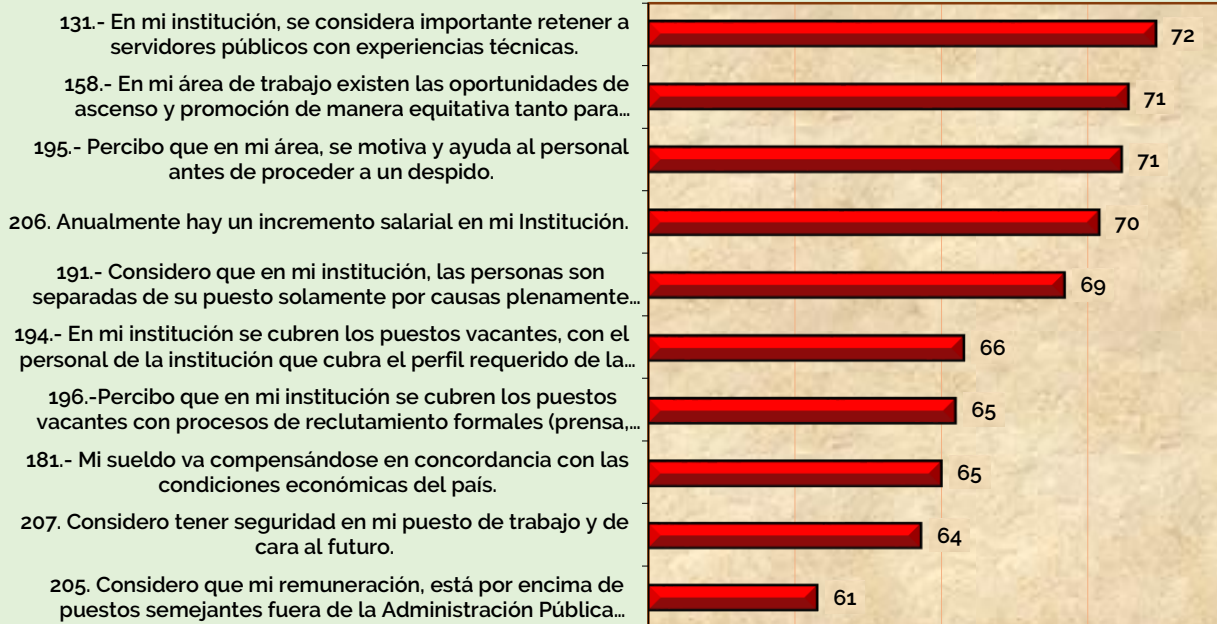 131.- En mi institución, se considera importante retener a
servidores públicos con experiencias técnicas.
72
158.- En mi área de trabajo existen las oportunidades de
ascenso y promoción de manera equitativa tanto para...
71
195.- Percibo que en mi área, se motiva y ayuda al personal
antes de proceder a un despido.
71
206. Anualmente hay un incremento salarial en mi Institución.
70
191.- Considero que en mi institución, las personas son
separadas de su puesto solamente por causas plenamente...
69
194.- En mi institución se cubren los puestos vacantes, con el
personal de la institución que cubra el perfil requerido de la...
66
196.-Percibo que en mi institución se cubren los puestos
vacantes con procesos de reclutamiento formales (prensa,...
65
181.- Mi sueldo va compensándose en concordancia con las
condiciones económicas del país.
65
207. Considero tener seguridad en mi puesto de trabajo y de
cara al futuro.
64
205. Considero que mi remuneración, está por encima de
puestos semejantes fuera de la Administración Pública...
61